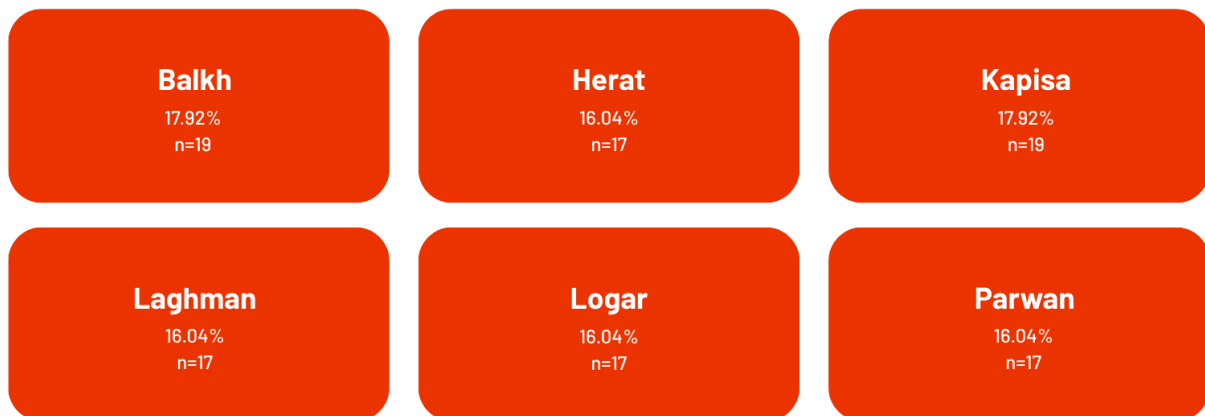 Balkh
17.92%
n=19
Herat
16.04%
n=17
Kapisa
17.92%
n=19
Laghman
16.04%
n=17
Logar
16.04%
n=17
Parwan
16.04%
n=17